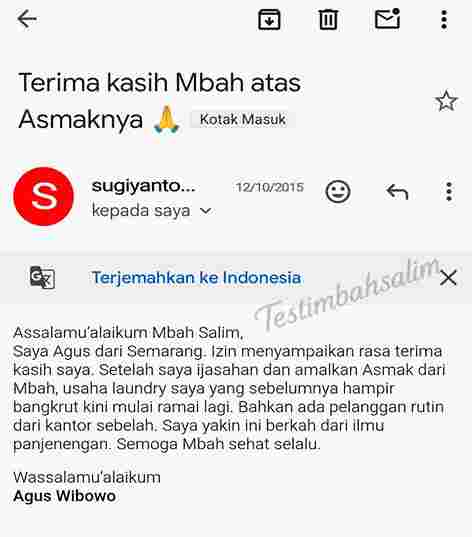 Terima kasih Mbah atas
Asmaknya 🙏 Kotak Masuk
S
sugiyanto... 12/10/2015
kepada saya
Terjemahkan ke Indonesia
Testimbahsalim
Assalamu'alaikum Mbah Salim,
Saya Agus dari Semarang. Izin menyampaikan rasa terima
kasih saya. Setelah saya ijasahan dan amalkan Asmak dari
Mbah, usaha laundry saya yang sebelumnya hampir
bangkrut kini mulai ramai lagi. Bahkan ada pelanggan rutin
dari kantor sebelah. Saya yakin ini berkah dari ilmu
panjenengan. Semoga Mbah sehat selalu.
Wassalamu'alaikum
Agus Wibowo